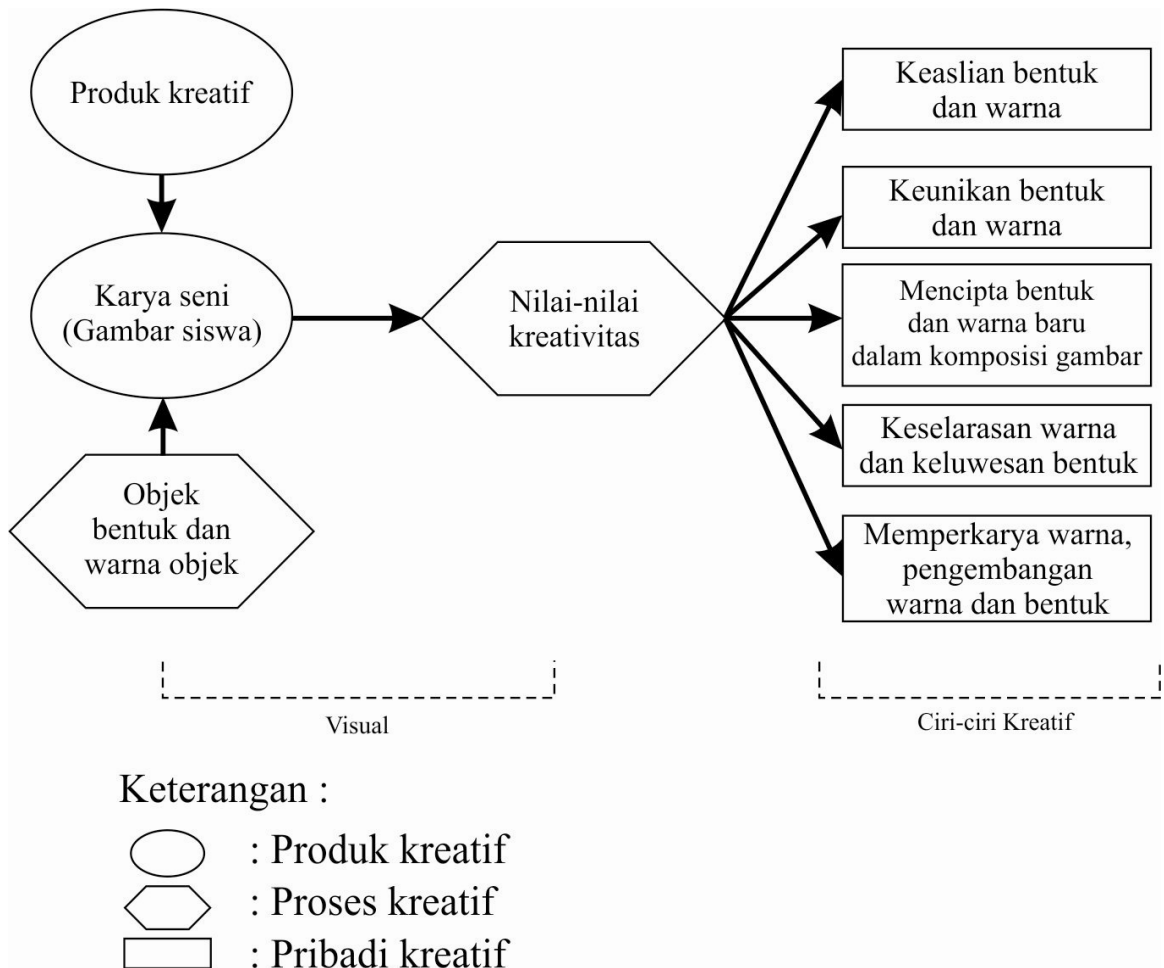 Produk kreatif
Karya seni
(Gambar siswa)
Objek
bentuk dan
warna objek
Nilai-nilai
kreativitas
Keaslian bentuk
dan warna
Keunikan bentuk
dan warna
Mencipta bentuk
dan warna baru
dalam komposisi gambar
Keselarasan warna
dan keluwesan bentuk
Memperkarya warna,
pengembangan
warna dan bentuk
Visual
Ciri-ciri Kreatif
Keterangan :
: Produk kreatif
: Proses kreatif
: Pribadi kreatif